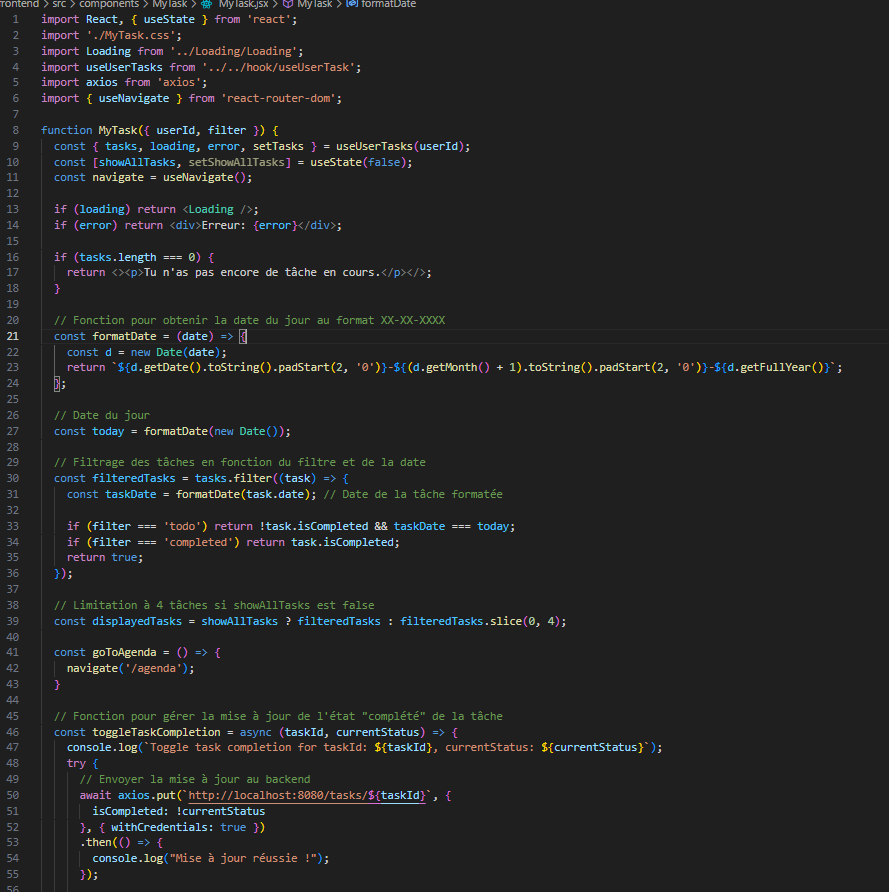 frontend > src > components > MyTask > MyTask.jsx > MyTask > formatDate
1 import React, { useState } from 'react';
2 import './MyTask.css';
3 import Loading from '../Loading/Loading';
4 import useUserTasks from '../../hook/useUserTask';
5 import axios from 'axios';
6 import { useNavigate } from 'react-router-dom';
7
8 function MyTask({ userId, filter }) {
9 const { tasks, loading, error, setTasks } = useUserTasks(userId);
10 const [showAllTasks, setShowAllTasks] = useState(false);
11 const navigate = useNavigate();
12
13 if (loading) return <Loading />;
14 if (error) return <div>Erreur: {error}</div>;
15
16 if (tasks.length === 0) {
17 return <><p>Tu n'as pas encore de tâche en cours.</p></>;
18 }
19
20 // Fonction pour obtenir la date du jour au format XX-XX-XXXX
21 const formatDate = (date) => {
22 const d = new Date(date);
23 return `${d.getDate().toString().padStart(2, '0')}-${(d.getMonth() + 1).toString().padStart(2, '0')}-${d.getFullYear()}`;
24 };
25
26 // Date du jour
27 const today = formatDate(new Date());
28
29 // Filtrage des tâches en fonction du filtre et de la date
30 const filteredTasks = tasks.filter((task) => {
31 const taskDate = formatDate(task.date); // Date de la tâche formatée
32
33 if (filter === 'todo') return !task.isCompleted && taskDate === today;
34 if (filter === 'completed') return task.isCompleted;
35 return true;
36 });
37
38 // Limitation à 4 tâches si showAllTasks est false
39 const displayedTasks = showAllTasks ? filteredTasks : filteredTasks.slice(0, 4);
40
41 const goToAgenda = () => {
42 navigate('/agenda');
43 }
44
45 // Fonction pour gérer la mise à jour de l'état "complété" de la tâche
46 const toggleTaskCompletion = async (taskId, currentStatus) => {
47 console.log(`Toggle task completion for taskId: ${taskId}, currentStatus: ${currentStatus}`);
48 try {
49 // Envoyer la mise à jour au backend
50 await axios.put(`http://localhost:8080/tasks/${taskId}`, {
51 isCompleted: !currentStatus
52 }, { withCredentials: true })
53 .then(() => {
54 console.log("Mise à jour réussie !");
55 });
56